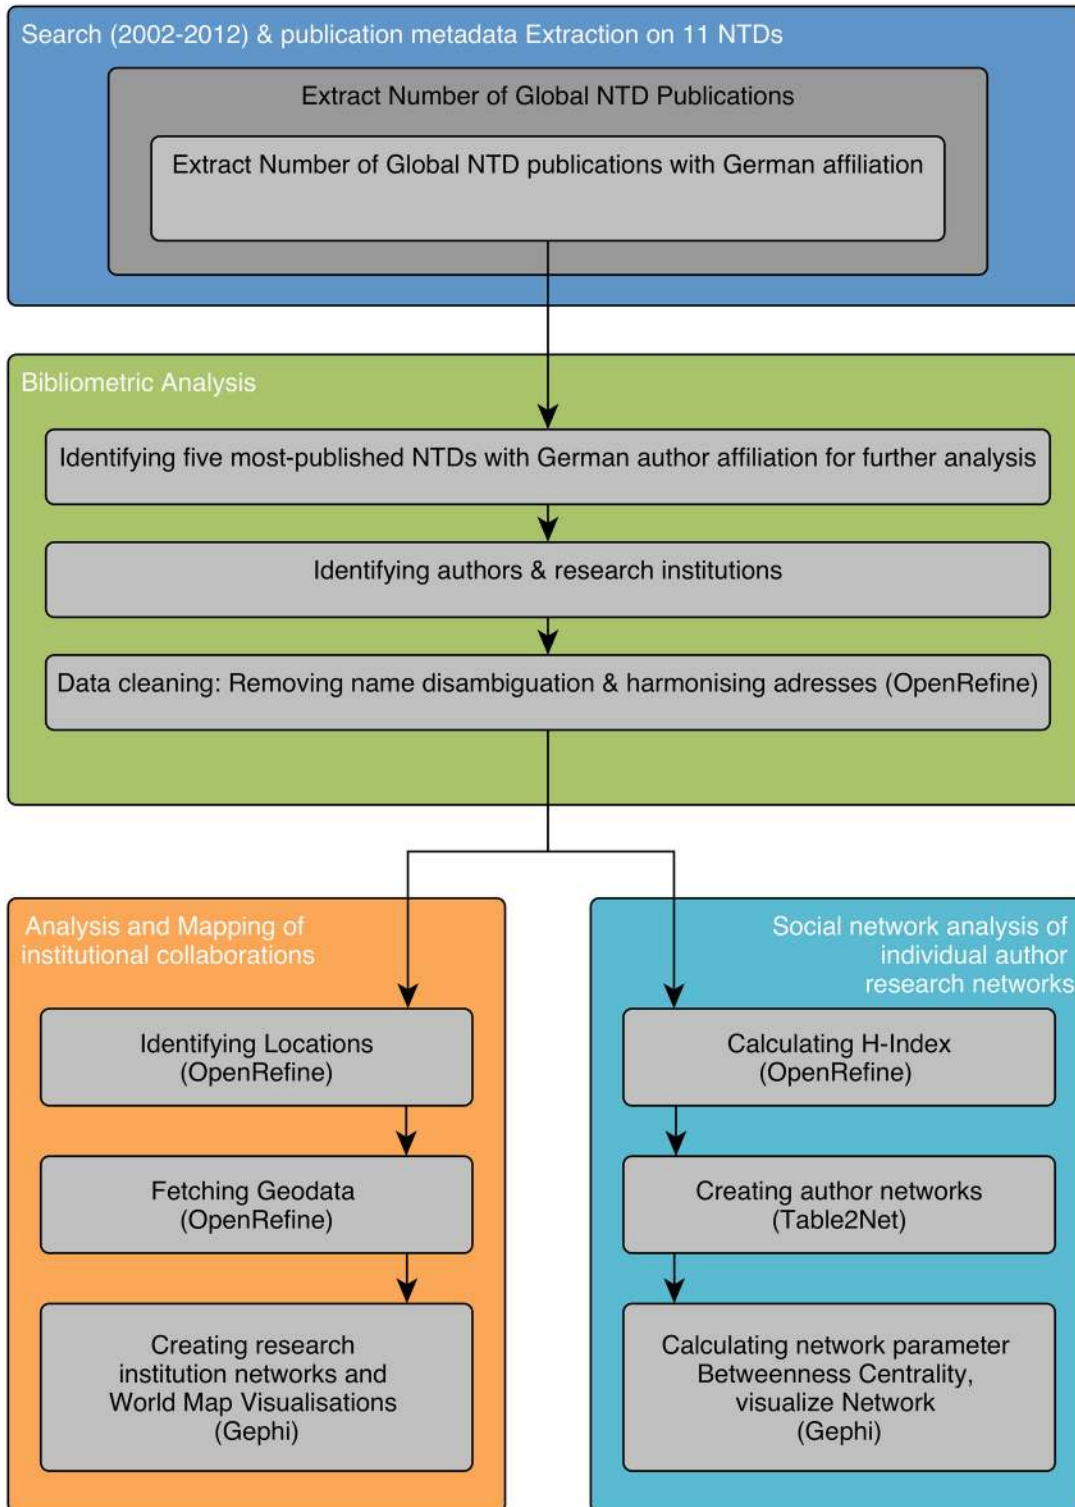 Search (2002-2012) & publication metadata Extraction on 11 NTDs
Extract Number of Global NTD Publications
Extract Number of Global NTD publications with German affiliation
Bibliometric Analysis
Identifying five most-published NTDs with German author affiliation for further analysis
Identifying authors & research institutions
Data cleaning: Removing name disambiguation & harmonising adresses (OpenRefine)
Analysis and Mapping of
institutional collaborations
Identifying Locations
(OpenRefine)
Fetching Geodata
(OpenRefine)
Creating research
institution networks and
World Map Visualisations
(Gephi)
Social network analysis of
individual author
research networks
Calculating H-Index
(OpenRefine)
Creating author networks
(Table2Net)
Calculating network parameter
Betweenness Centrality,
visualize Network
(Gephi)